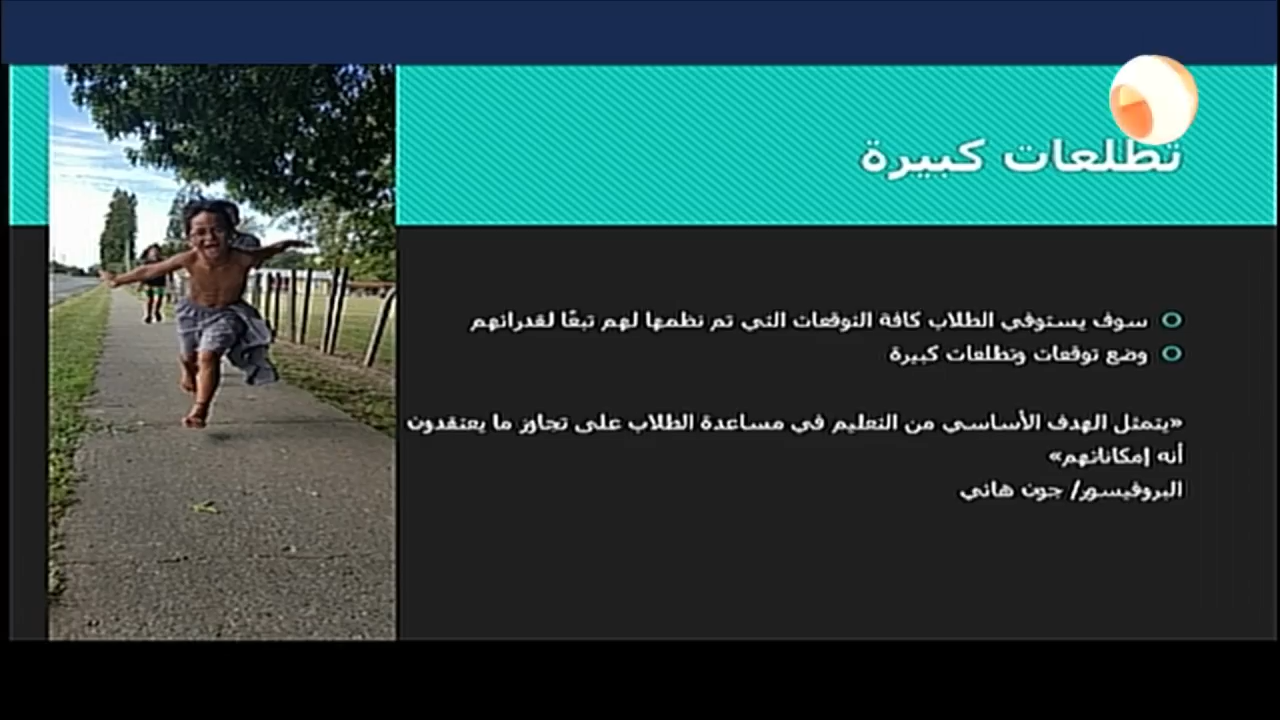 تطلعات كبيرة
سوف يستوفي الطلاب كافة التوقعات التي تم نظمها لهم تبعًا لقدراتهم
وضع توقعات وتطلعات كبيرة
«يتمثل الهدف الأساسي من التعليم في مساعدة الطلاب على تجاوز ما يعتقدون
أنه إمكاناتهم»
البروفيسور/ جون هاتي